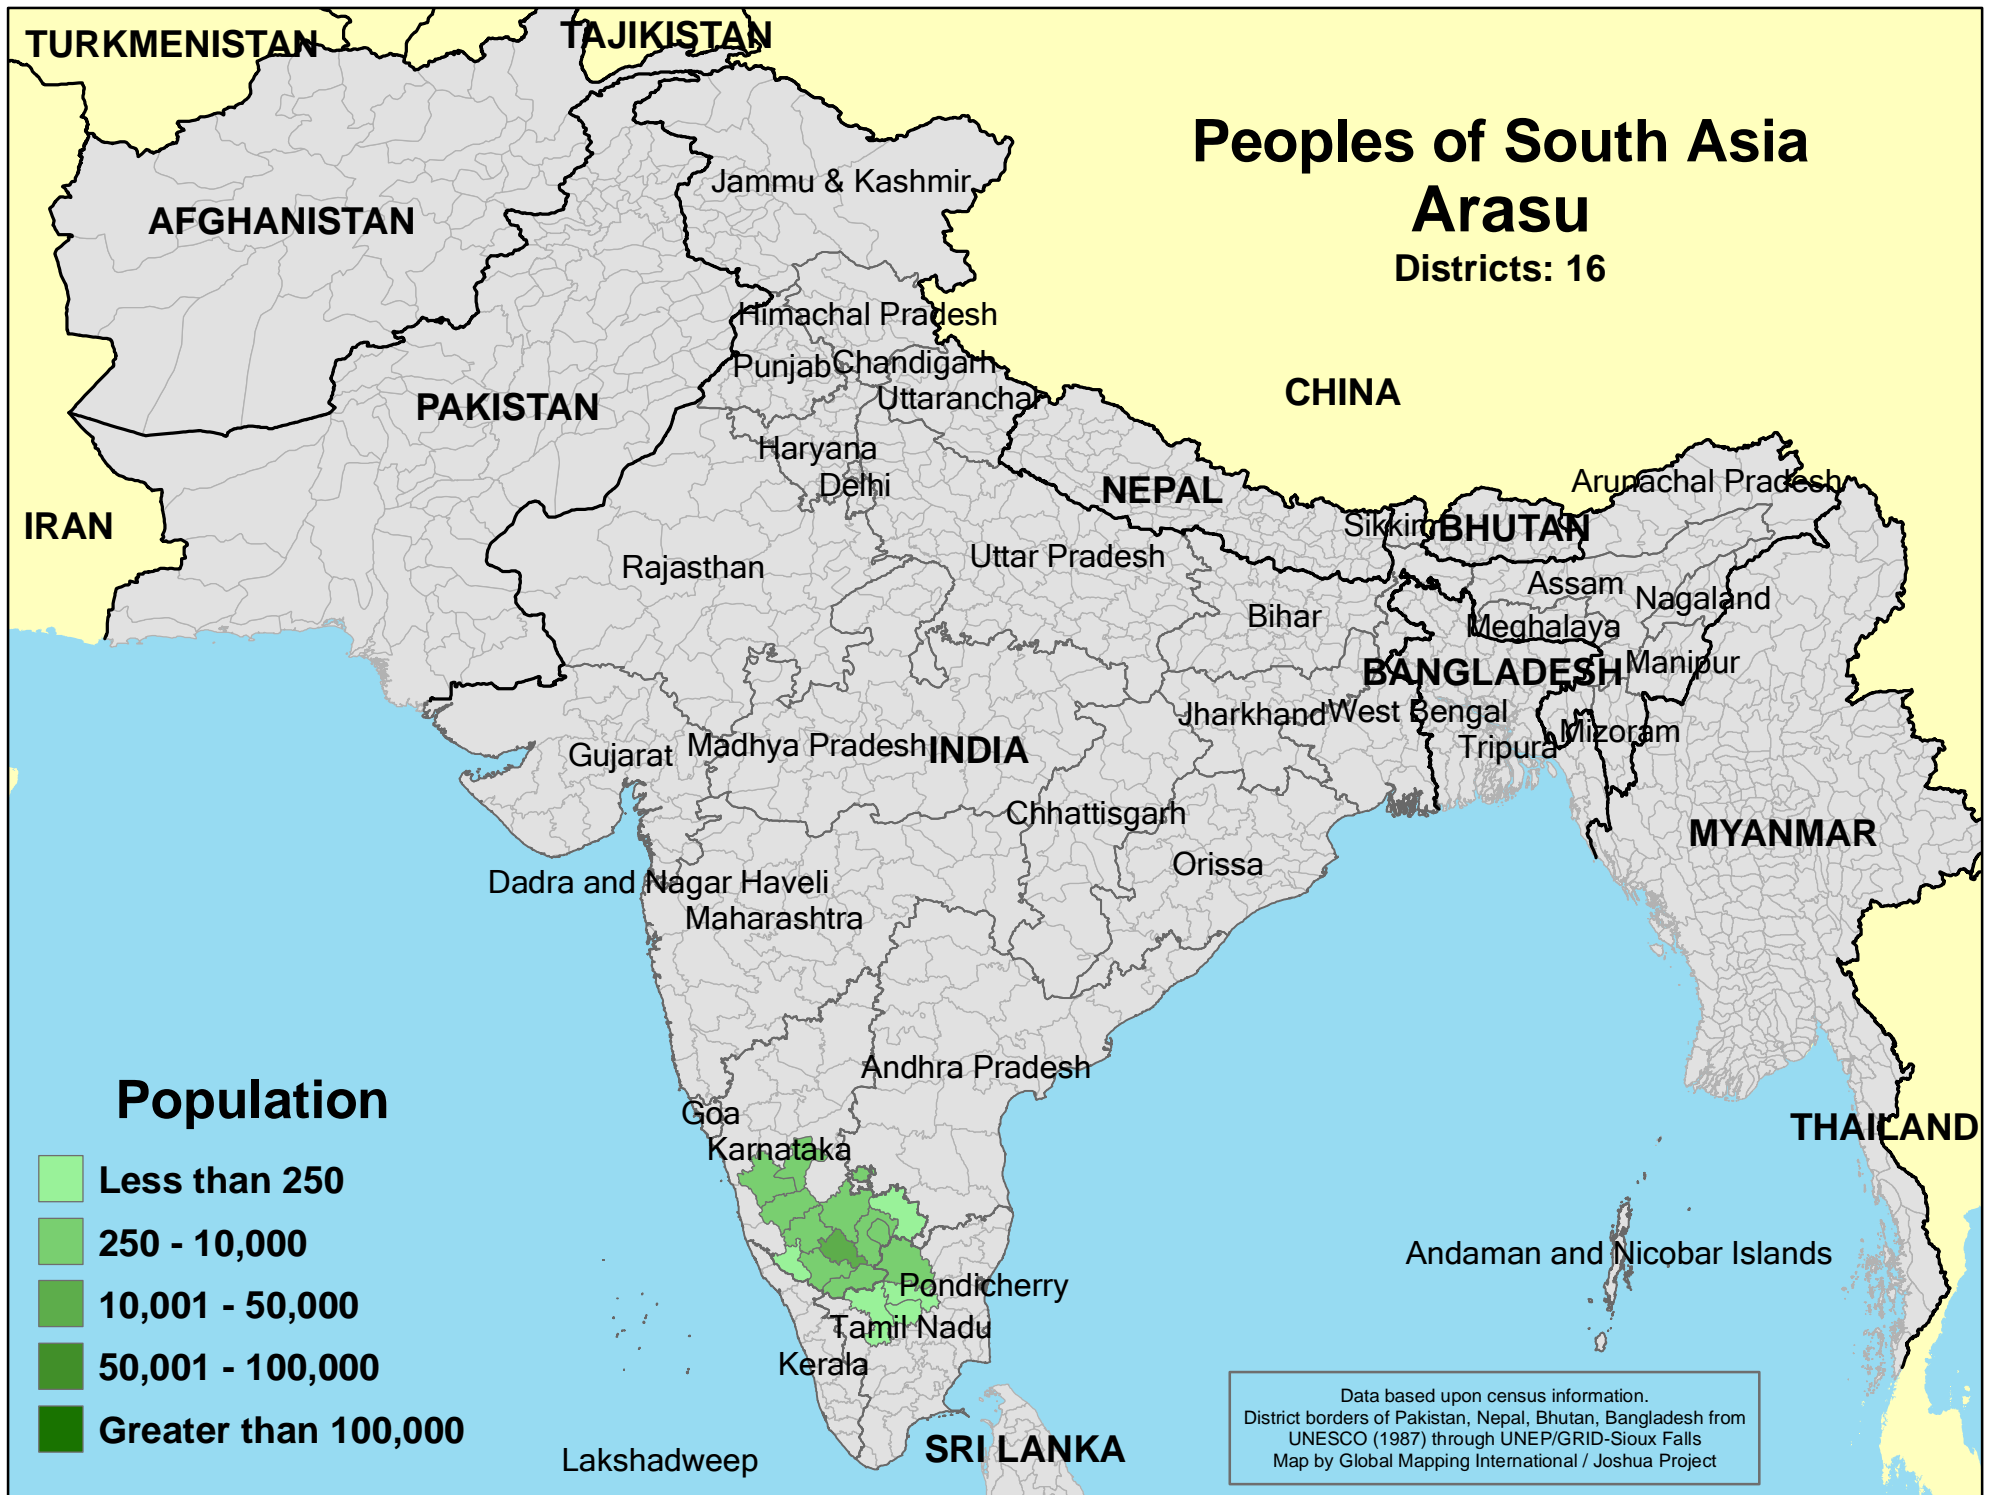 TURKMENISTAN
TAJIKISTAN
Peoples of South Asia
Arasu
Districts: 16
Jammu & Kashmir
AFGHANISTAN
Himachal Pradesh
Punjab
Chandigarh
Uttaranchal
CHINA
PAKISTAN
Haryana
Delhi
NEPAL
Arunachal Pradesh
IRAN
Sikkim
BHUTAN
Rajasthan
Uttar Pradesh
Assam
Nagaland
Bihar
Meghalaya
BANGLADESH
Manipur
Jharkhand
West Bengal
Mizoram
Tripura
Gujarat
Madhya Pradesh
INDIA
Chhattisgarh
MYANMAR
Orissa
Dadra and Nagar Haveli
Maharashtra
Andhra Pradesh
Goa
Karnataka
THAILAND
Andaman and Nicobar Islands
Pondicherry
Tamil Nadu
Kerala
Lakshadweep
SRI LANKA
Population
Less than 250
250 - 10,000
10,001 - 50,000
50,001 - 100,000
Greater than 100,000
Data based upon census information.
District borders of Pakistan, Nepal, Bhutan, Bangladesh from
UNESCO (1987) through UNEP/GRID-Sioux Falls
Map by Global Mapping International / Joshua Project